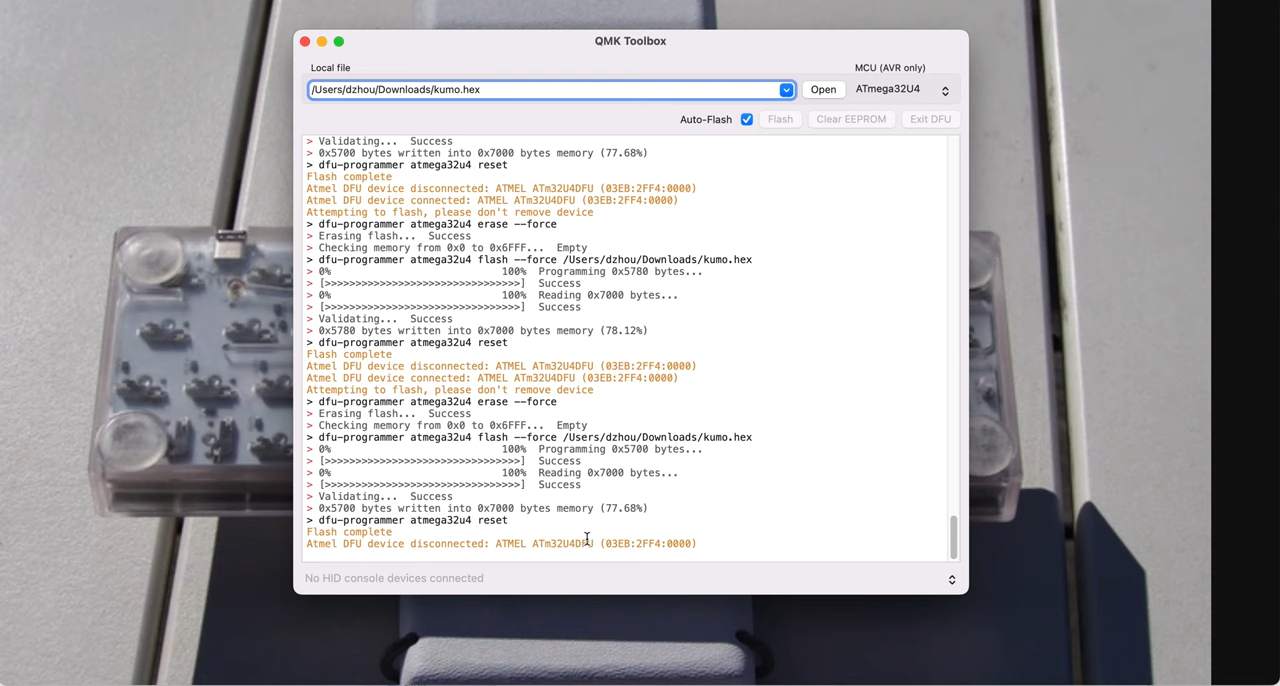 QMK Toolbox
Local file
MCU (AVR only)
/Users/dzhou/Downloads/kumo.hex
Open
ATmega32U4
Auto-Flash
Flash
Clear EEPROM
Exit DFU
> Validating... Success
> 0x5700 bytes written into 0x7000 bytes memory (77.68%)
> dfu-programmer atmega32u4 reset
Flash complete
Atmel DFU device disconnected: ATMEL ATm32U4DFU (03EB:2FF4:0000)
Atmel DFU device connected: ATMEL ATm32U4DFU (03EB:2FF4:0000)
Attempting to flash, please don't remove device
> dfu-programmer atmega32u4 erase --force
> Erasing flash... Success
> Checking memory from 0x0 to 0x6FFF... Empty
> dfu-programmer atmega32u4 flash --force /Users/dzhou/Downloads/kumo.hex
> 0% 100% Programming 0x5780 bytes...
> [>>>>>>>>>>>>>>>>>>>>>>>>>>>>>>>>] Success
> 0% 100% Reading 0x7000 bytes...
> [>>>>>>>>>>>>>>>>>>>>>>>>>>>>>>>>] Success
> Validating... Success
> 0x5780 bytes written into 0x7000 bytes memory (78.12%)
> dfu-programmer atmega32u4 reset
Flash complete
Atmel DFU device disconnected: ATMEL ATm32U4DFU (03EB:2FF4:0000)
Atmel DFU device connected: ATMEL ATm32U4DFU (03EB:2FF4:0000)
Attempting to flash, please don't remove device
> dfu-programmer atmega32u4 erase --force
> Erasing flash... Success
> Checking memory from 0x0 to 0x6FFF... Empty
> dfu-programmer atmega32u4 flash --force /Users/dzhou/Downloads/kumo.hex
> 0% 100% Programming 0x5700 bytes...
> [>>>>>>>>>>>>>>>>>>>>>>>>>>>>>>>>] Success
> 0% 100% Reading 0x7000 bytes...
> [>>>>>>>>>>>>>>>>>>>>>>>>>>>>>>>>] Success
> Validating... Success
> 0x5700 bytes written into 0x7000 bytes memory (77.68%)
> dfu-programmer atmega32u4 reset
Flash complete
Atmel DFU device disconnected: ATMEL ATm32U4DFU (03EB:2FF4:0000)
No HID console devices connected